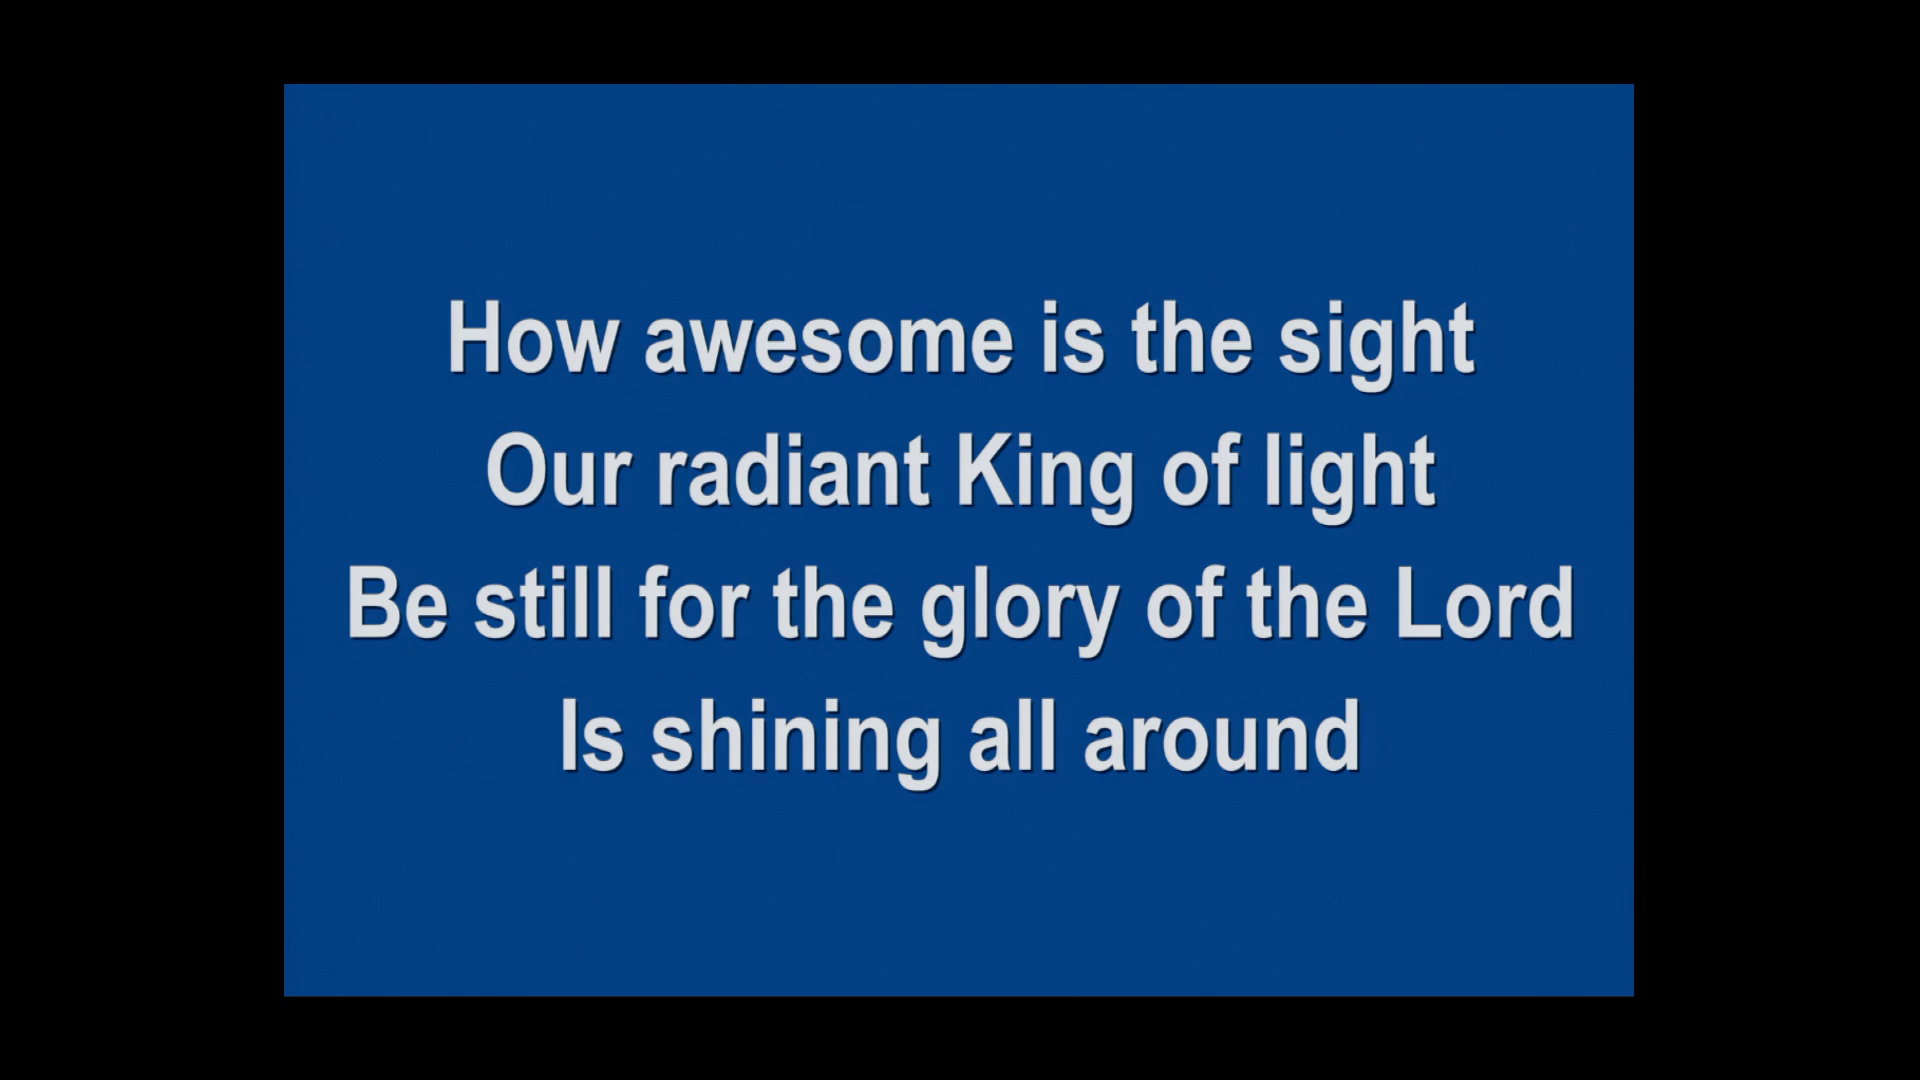 How awesome is the sight
Our radiant King of light
Be still for the glory of the Lord
Is shining all around